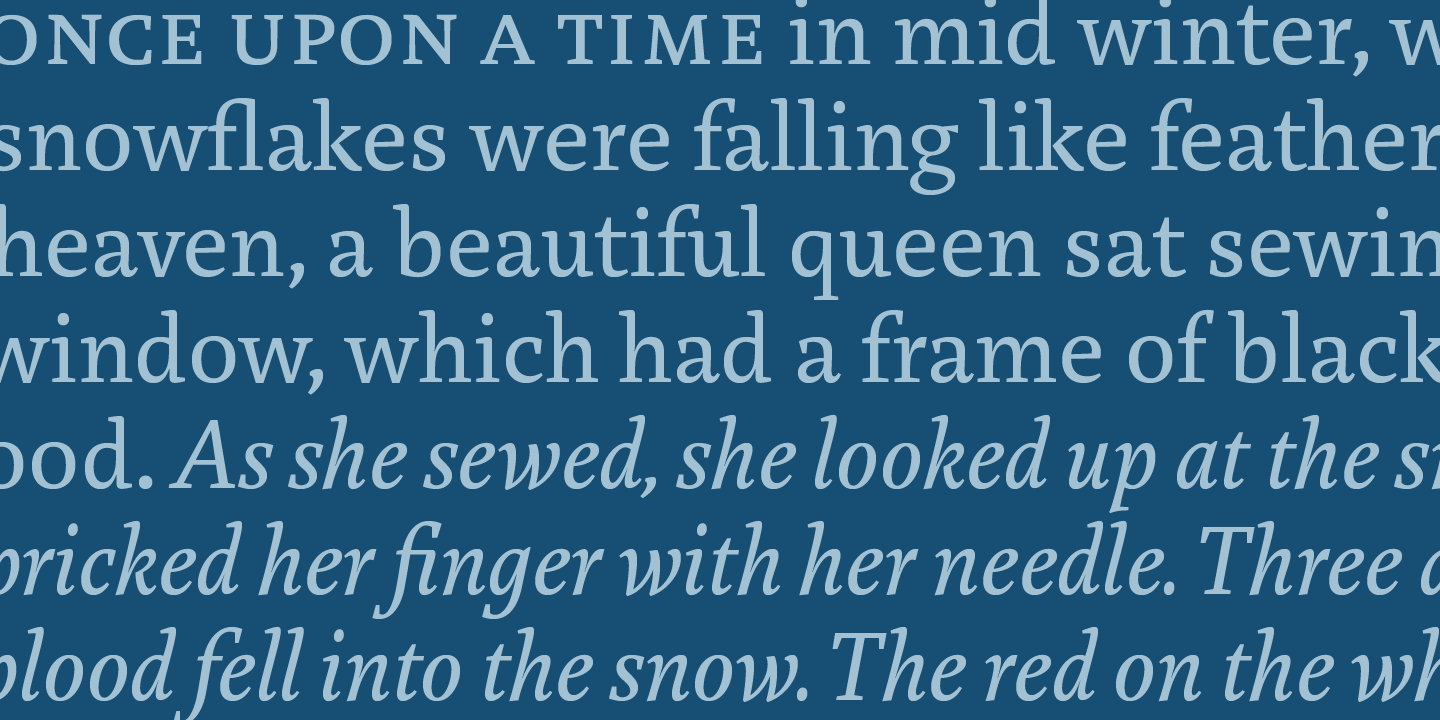 ONCE UPON A TIME in mid winter, w
snowflakes were falling like feather
heaven, a beautiful queen sat sewin
window, which had a frame of black
ood. As she sewed, she looked up at the sn
pricked her finger with her needle. Three d
blood fell into the snow. The red on the wh